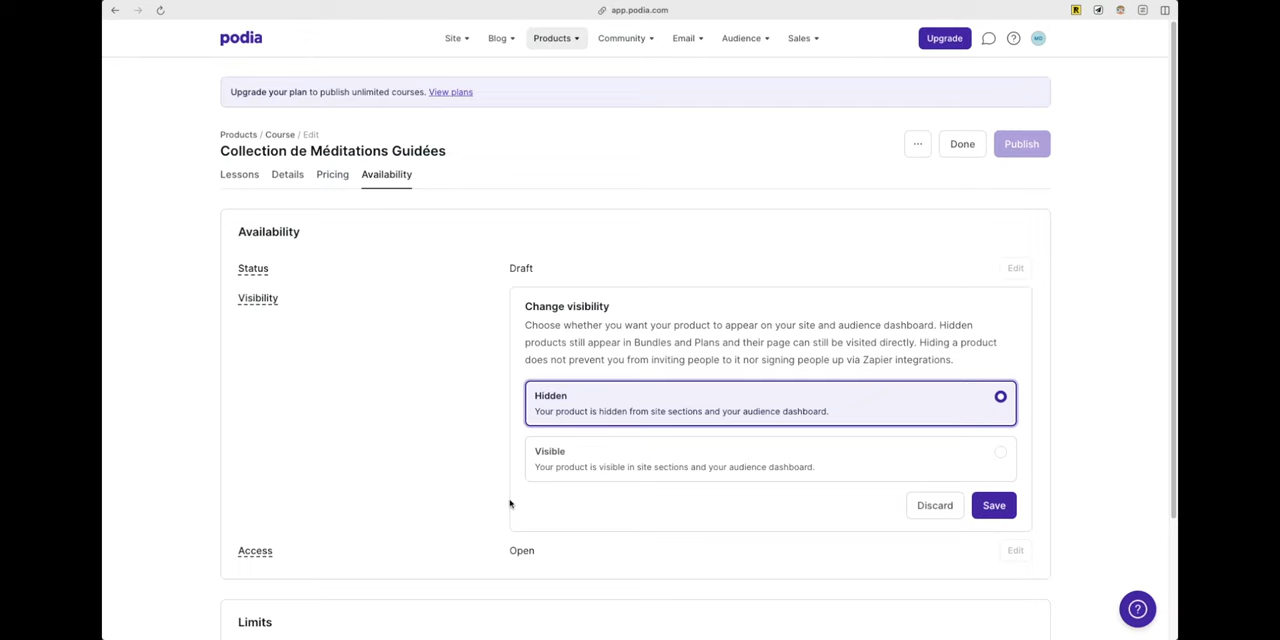 app.podia.com
R
podia
Site
Blog
Products
Community
Email
Audience
Sales
Upgrade
?
MD
Upgrade your plan to publish unlimited courses. View plans
Products / Course / Edit
Collection de Méditations Guidées
...
Done
Publish
Lessons
Details
Pricing
Availability
Availability
Status
Draft
Edit
Visibility
Change visibility
Choose whether you want your product to appear on your site and audience dashboard. Hidden
products still appear in Bundles and Plans and their page can still be visited directly. Hiding a product
does not prevent you from inviting people to it nor signing people up via Zapier integrations.
Hidden
Your product is hidden from site sections and your audience dashboard.
Visible
Your product is visible in site sections and your audience dashboard.
Discard
Save
Access
Open
Edit
Limits
?